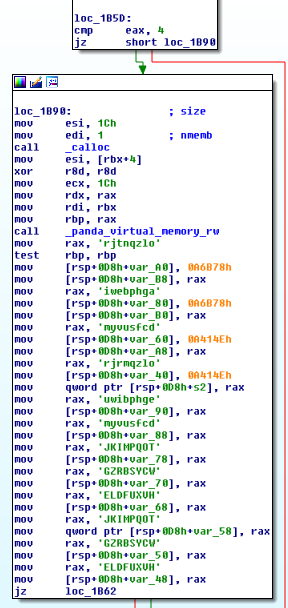 loc_1B5D:
cmp eax, 4
jz short loc_1B90
loc_1B90: ; size
mov esi, 1Ch
mov edi, 1 ; nmemb
call _calloc
mov esi, [rbx+4]
xor r8d, r8d
mov ecx, 1Ch
mov rdx, rax
mov rdi, rbx
mov rbp, rax
call _panda_virtual_memory_rw
mov rax, 'rjtnqzlo'
test rbp, rbp
mov [rsp+0D8h+var_A0], 0A6B78h
mov [rsp+0D8h+var_B8], rax
mov rax, 'iwebphga'
mov [rsp+0D8h+var_80], 0A6B78h
mov [rsp+0D8h+var_B0], rax
mov rax, 'myvusfcd'
mov [rsp+0D8h+var_60], 0A414Eh
mov [rsp+0D8h+var_A8], rax
mov rax, 'rjrmqzlo'
mov [rsp+0D8h+var_40], 0A414Eh
mov qword ptr [rsp+0D8h+s2], rax
mov rax, 'uwibphge'
mov [rsp+0D8h+var_90], rax
mov rax, 'myvusfcd'
mov [rsp+0D8h+var_88], rax
mov rax, 'JKIMPQOT'
mov [rsp+0D8h+var_78], rax
mov rax, 'GZRBSYCW'
mov [rsp+0D8h+var_70], rax
mov rax, 'ELDFUXVH'
mov [rsp+0D8h+var_68], rax
mov rax, 'JKIMPQOT'
mov qword ptr [rsp+0D8h+var_58], rax
mov rax, 'GZRBSYCW'
mov [rsp+0D8h+var_50], rax
mov rax, 'ELDFUXVH'
mov [rsp+0D8h+var_48], rax
jz loc_1B62